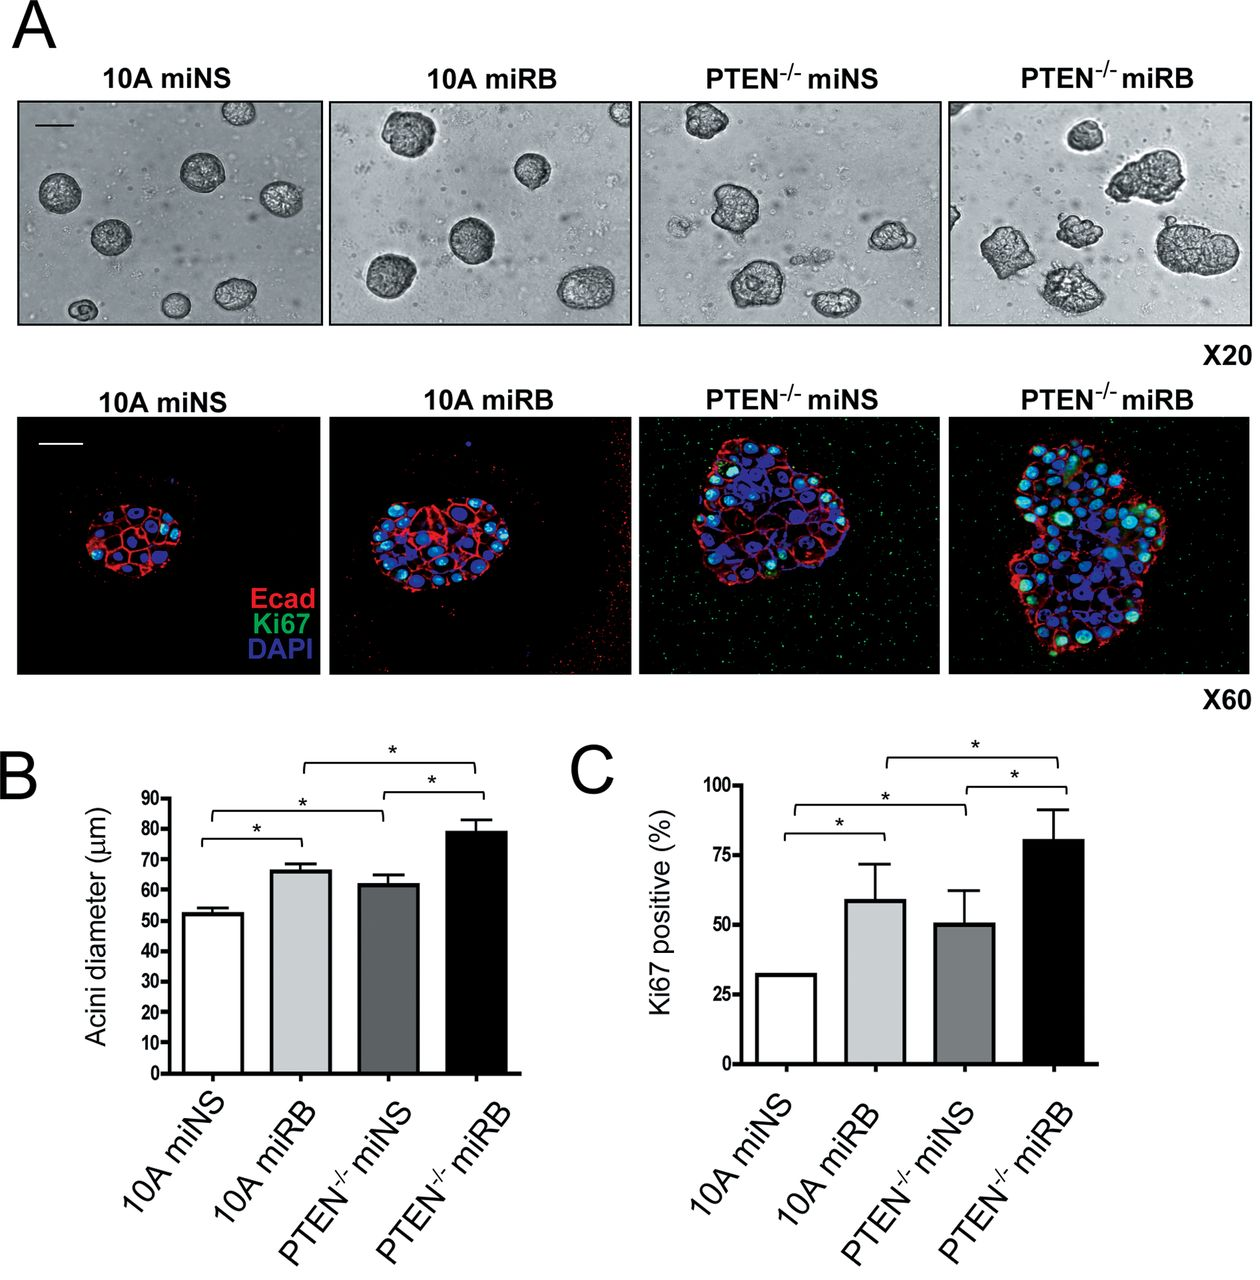 A
10A miNS 10A miRB PTEN-/- miNS PTEN-/- miRB
X20
10A miNS 10A miRB PTEN-/- miNS PTEN-/- miRB
Ecad
Ki67
DAPI
X60
B
Acini diameter (µm)
90
80
70
60
50
40
30
20
10
0
* * * *
10A miNS 10A miRB PTEN-/- miNS PTEN-/- miRB
C
Ki67 positive (%)
100
75
50
25
0
* * * *
10A miNS 10A miRB PTEN-/- miNS PTEN-/- miRB